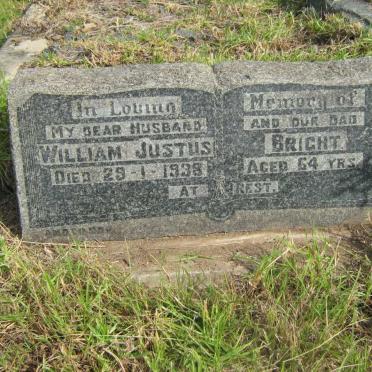 In Loving Memory of
My dear Husband and our Dad
William Justus Bright
Died 29-1-1938 Aged 64 yrs
At Rest.